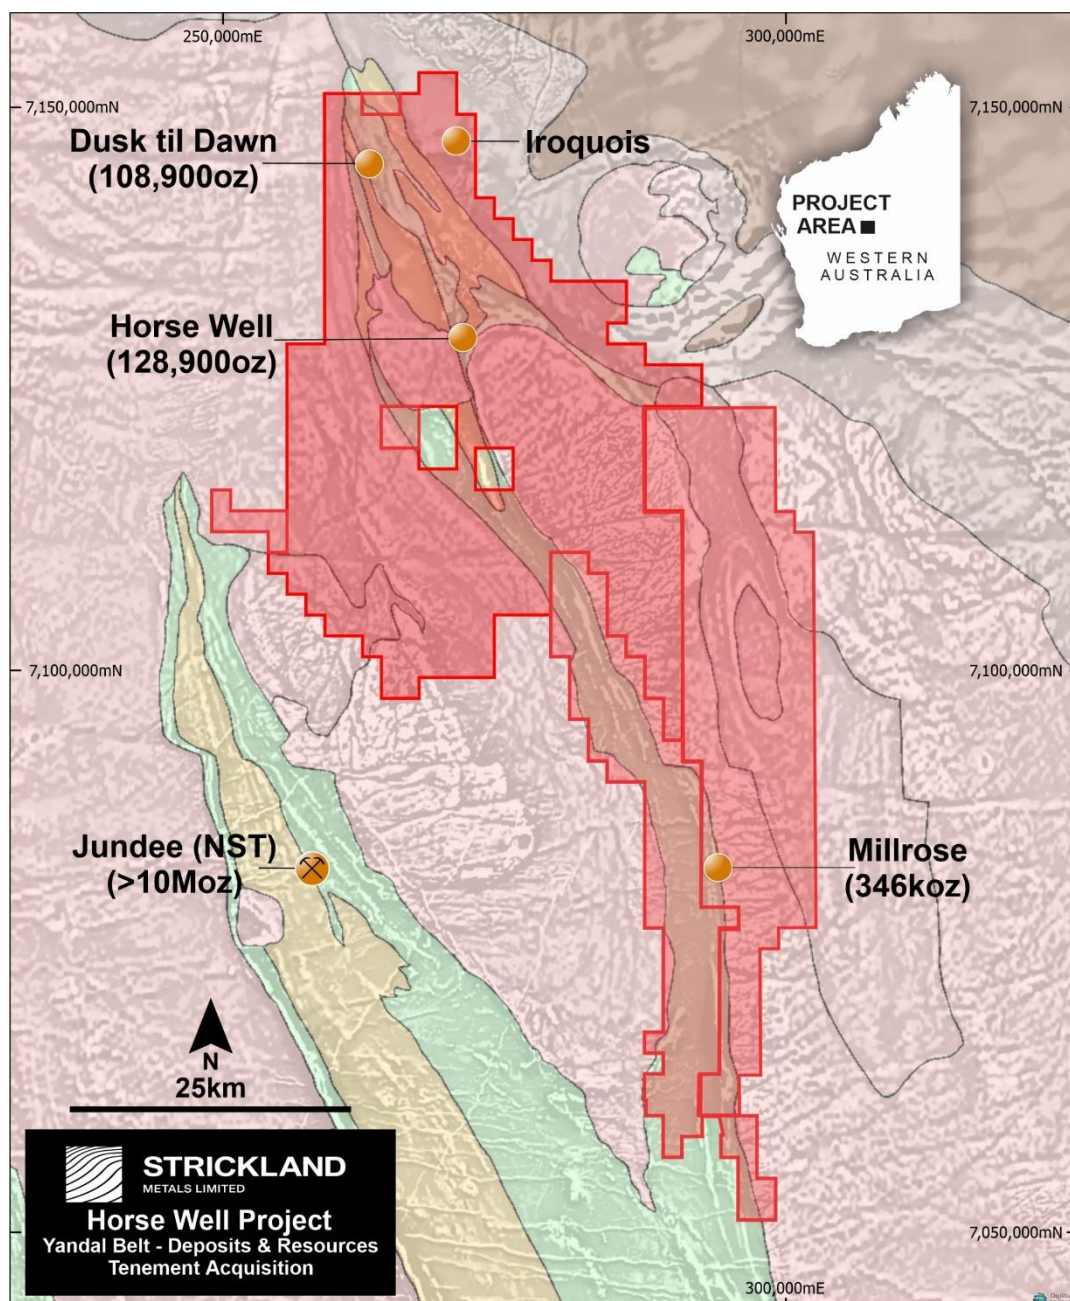 250,000mE
300,000mE
7,150,000mN
7,150,000mN
Dusk til Dawn
(108,900oz)
Iroquois
PROJECT
AREA
WESTERN
AUSTRALIA
Horse Well
(128,900oz)
7,100,000mN
7,100,000mN
Jundee (NST)
(>10Moz)
Millrose
(346koz)
N
25km
STRICKLAND
METALS LIMITED
Horse Well Project
Yandal Belt - Deposits & Resources
Tenement Acquisition
7,050,000mN
300,000mE